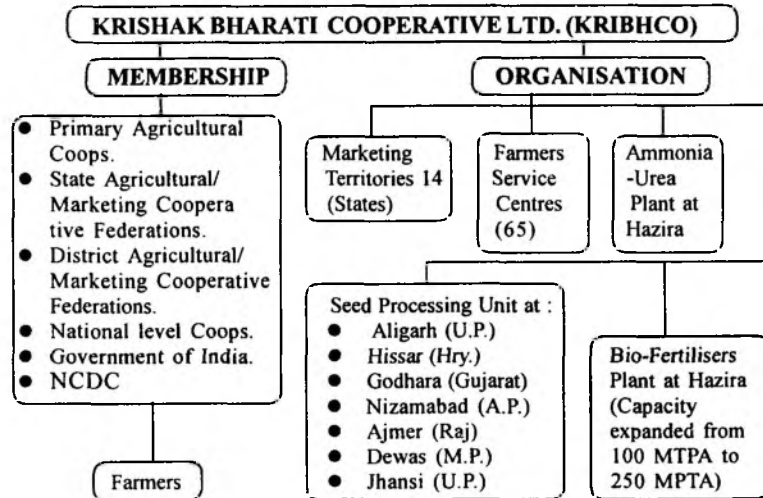 KRISHAK BHARATI COOPERATIVE LTD. (KRIBHCO)
MEMBERSHIP
● Primary Agricultural
Coops.
● State Agricultural/
Marketing Coopera
tive Federations.
● District Agricultural/
Marketing Cooperative
Federations.
● National level Coops.
● Government of India.
● NCDC
Farmers
ORGANISATION
Marketing
Territories 14
(States)
Farmers
Service
Centres
(65)
Ammonia
-Urea
Plant at
Hazira
Seed Processing Unit at :
● Aligarh (U.P.)
● Hissar (Hry.)
● Godhara (Gujarat)
● Nizamabad (A.P.)
● Ajmer (Raj)
● Dewas (M.P.)
● Jhansi (U.P.)
Bio-Fertilisers
Plant at Hazira
(Capacity
expanded from
100 MTPA to
250 MPTA)